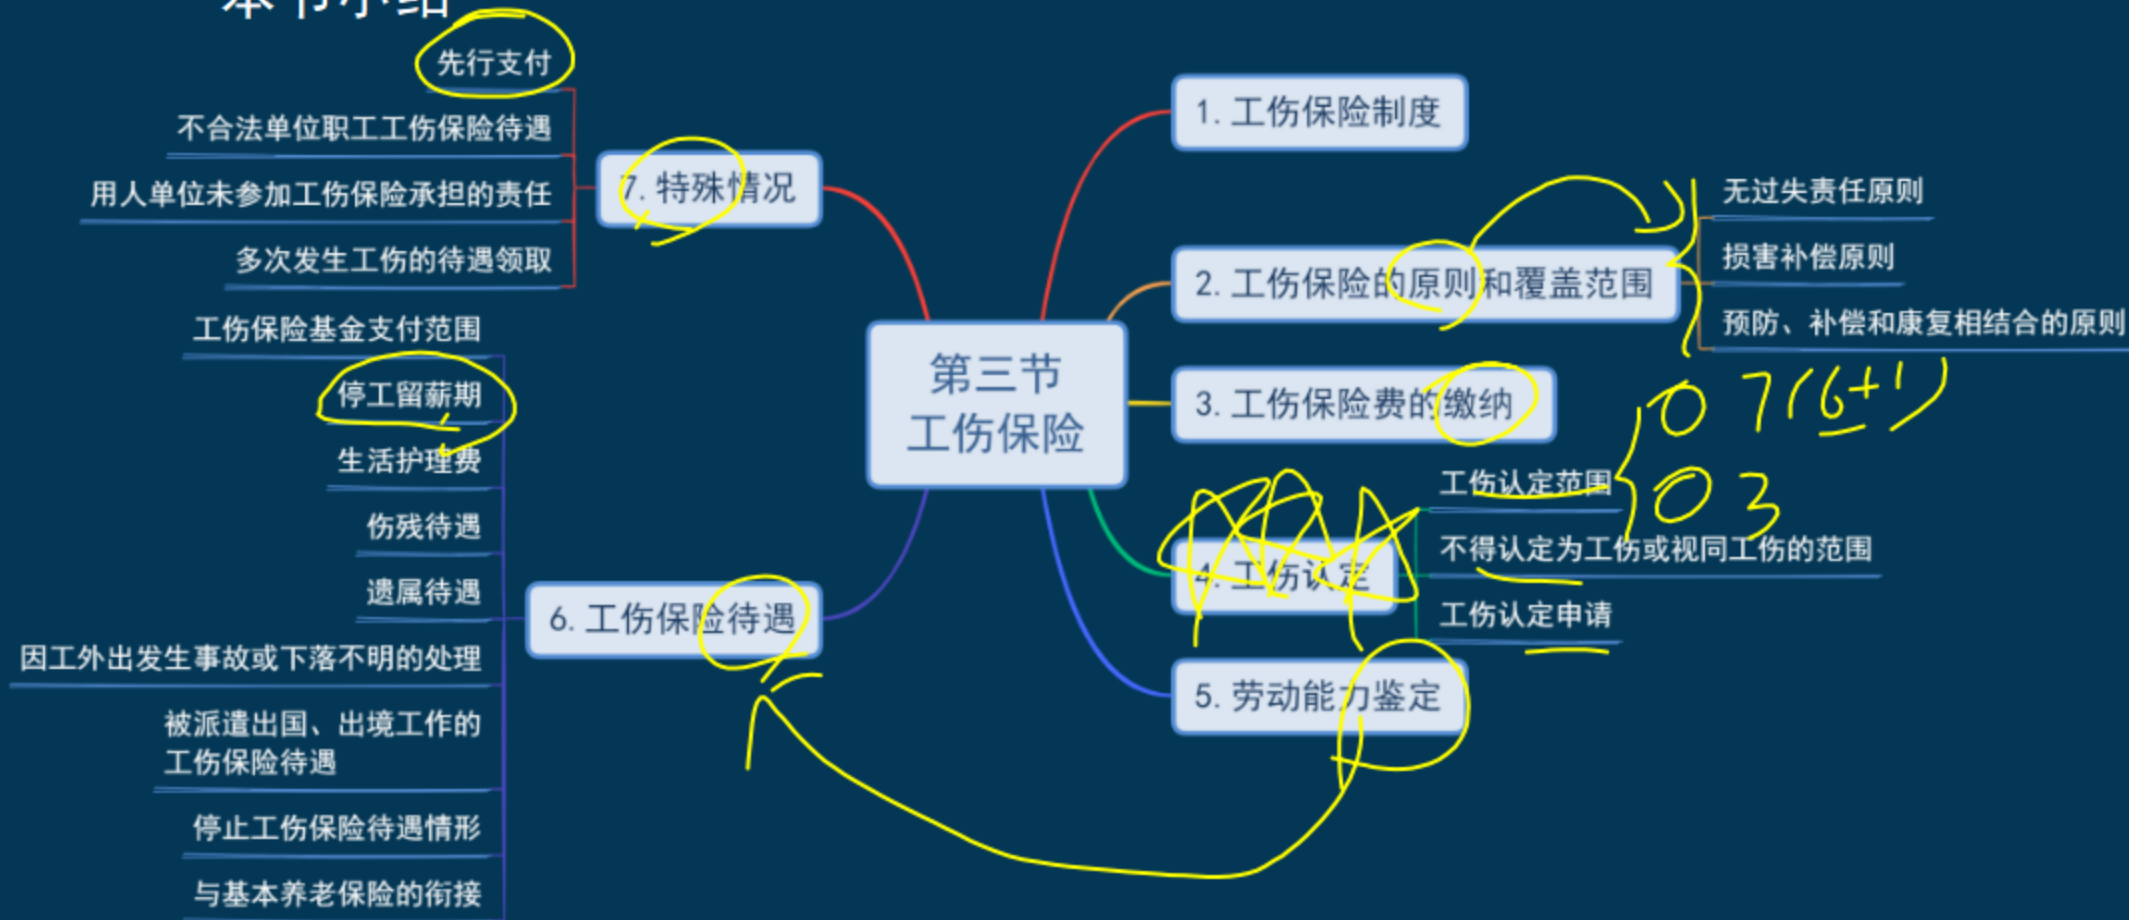 本节小结
先行支付
不合法单位职工工伤保险待遇
用人单位未参加工伤保险承担的责任
多次发生工伤的待遇领取
7.特殊情况
工伤保险基金支付范围
停工留薪期
生活护理费
伤残待遇
遗属待遇
因工外出发生事故或下落不明的处理
被派遣出国、出境工作的
工伤保险待遇
停止工伤保险待遇情形
与基本养老保险的衔接
6.工伤保险待遇
第三节
工伤保险
1.工伤保险制度
2.工伤保险的原则和覆盖范围
无过失责任原则
损害补偿原则
预防、补偿和康复相结合的原则
3.工伤保险费的缴纳
7(6+1)
3
4.工伤认定
工伤认定范围
不得认定为工伤或视同工伤的范围
工伤认定申请
5.劳动能力鉴定